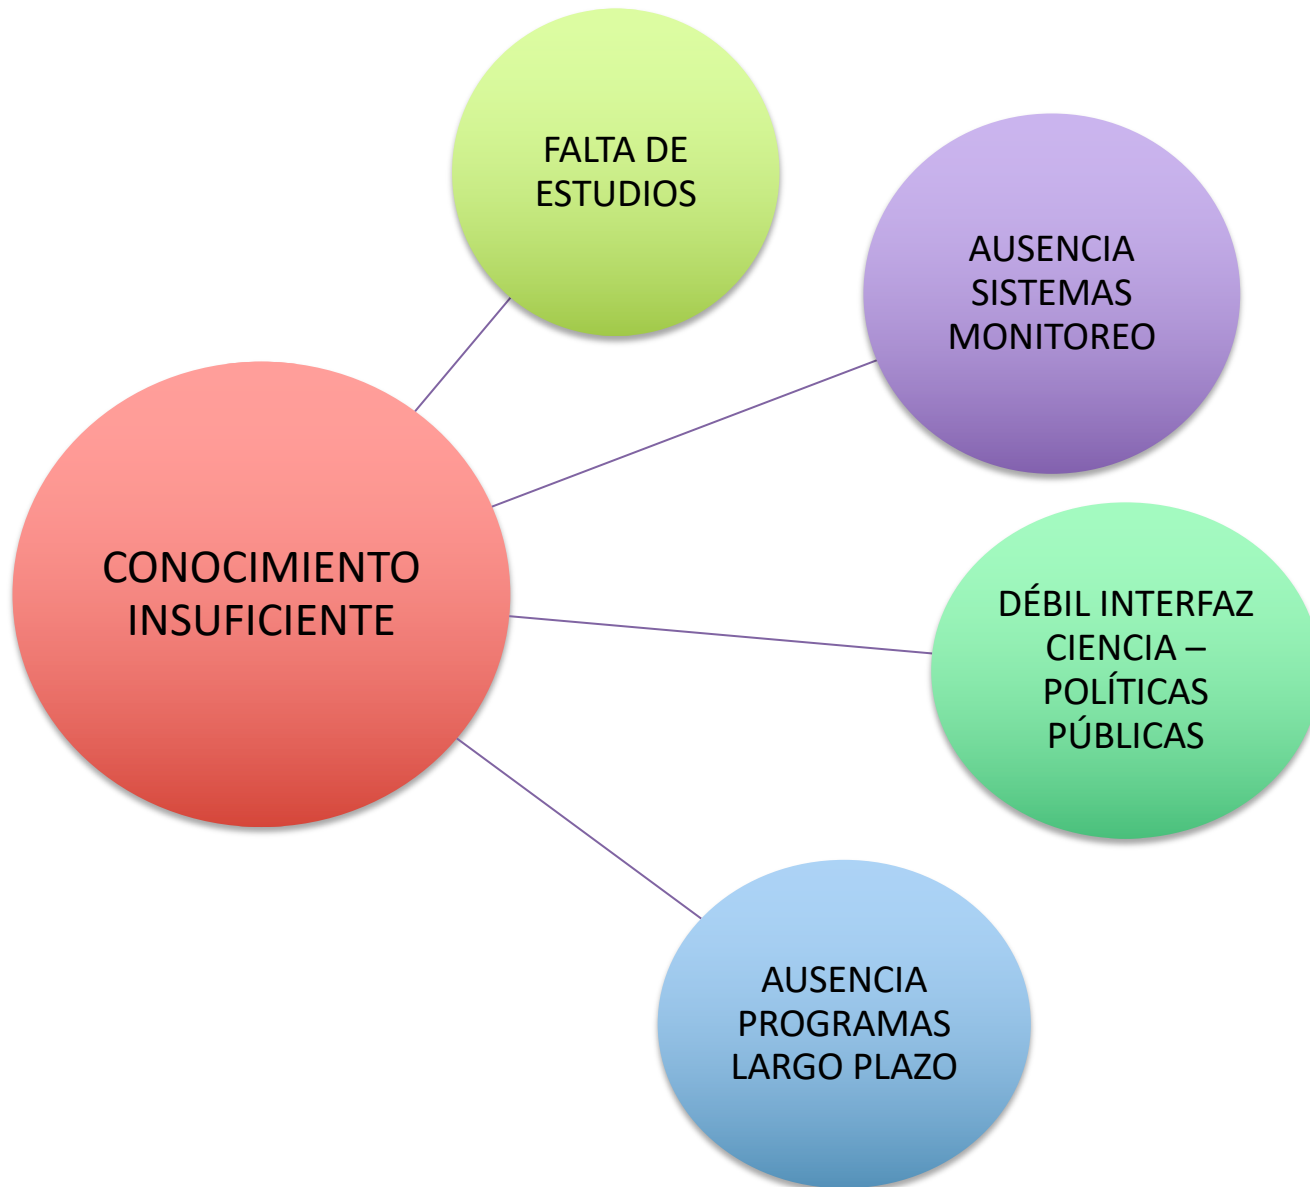 FALTA DE
ESTUDIOS
AUSENCIA
SISTEMAS
MONITOREO
CONOCIMIENTO
INSUFICIENTE
DÉBIL INTERFAZ
CIENCIA –
POLÍTICAS
PÚBLICAS
AUSENCIA
PROGRAMAS
LARGO PLAZO